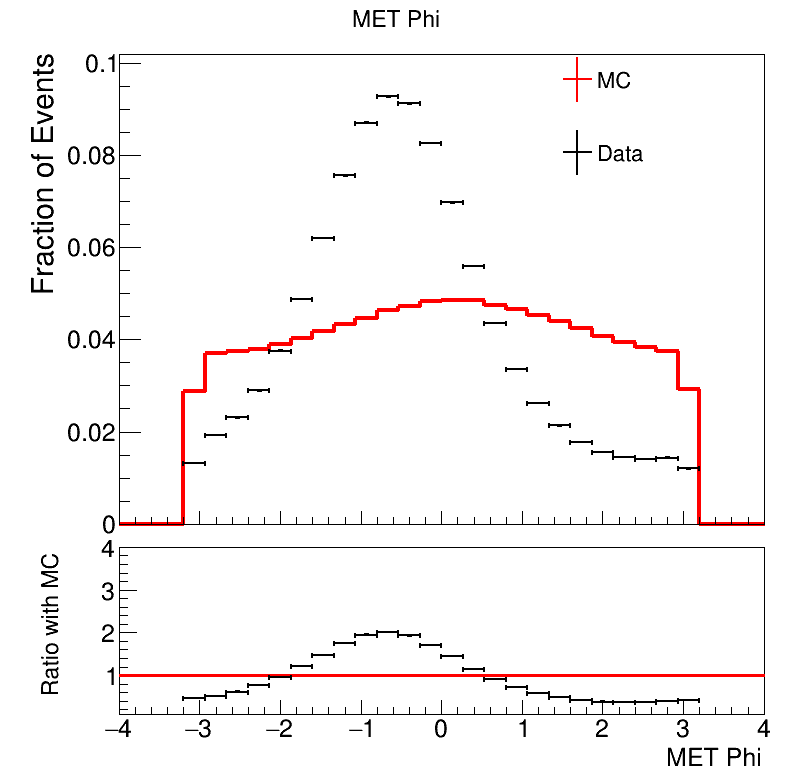 MET Phi
Fraction of Events
0.1
0.08
0.06
0.04
0.02
0
MC
Data
Ratio with MC
4
3
2
1
−4 −3 −2 −1 0 1 2 3 4
MET Phi